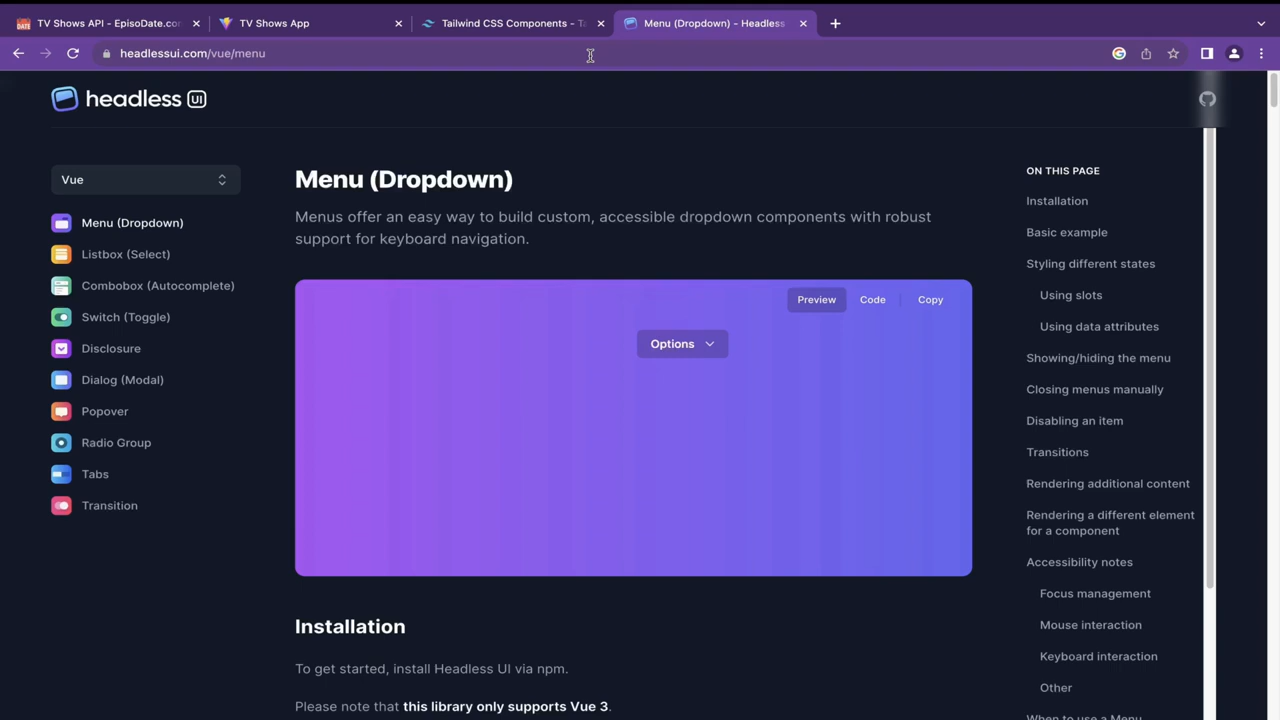 TV Shows API - EpisoDate.co
TV Shows App
Tailwind CSS Components - Ta
Menu (Dropdown) - Headless
headlessui.com/vue/menu
headless UI
Vue
Menu (Dropdown)
Listbox (Select)
Combobox (Autocomplete)
Switch (Toggle)
Disclosure
Dialog (Modal)
Popover
Radio Group
Tabs
Transition
Menu (Dropdown)
Menus offer an easy way to build custom, accessible dropdown components with robust
support for keyboard navigation.
Preview
Code
Copy
Options
Installation
To get started, install Headless UI via npm.
Please note that this library only supports Vue 3.
ON THIS PAGE
Installation
Basic example
Styling different states
Using slots
Using data attributes
Showing/hiding the menu
Closing menus manually
Disabling an item
Transitions
Rendering additional content
Rendering a different element
for a component
Accessibility notes
Focus management
Mouse interaction
Keyboard interaction
Other
When to use a Menu